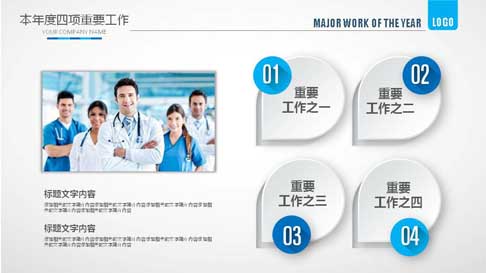 本年度四项重要工作
YOUR COMPANY NAME
MAJOR WORK OF THE YEAR
LOGO
01
重要
工作之一
02
重要
工作之二
重要
工作之三
03
重要
工作之四
04
标题文字内容
标题文字内容